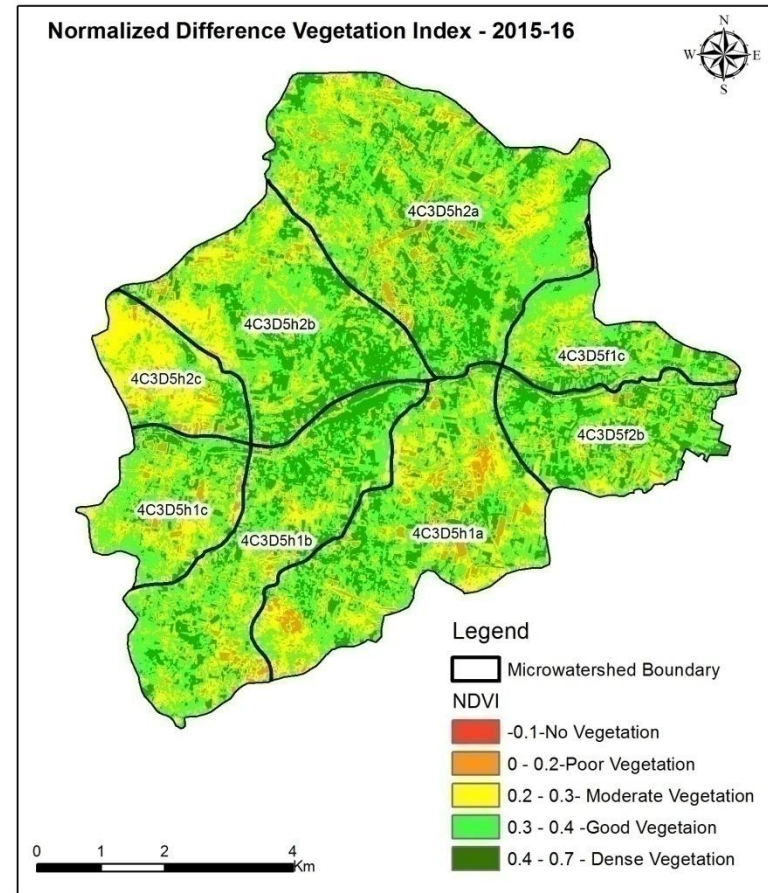 Normalized Difference Vegetation Index - 2015-16
N
W E
S
4C3D5h2a
4C3D5h2b
4C3D5f1c
4C3D5h2c
4C3D5f2b
4C3D5h1c
4C3D5h1b
4C3D5h1a
Legend
Microwatershed Boundary
NDVI
-0.1-No Vegetation
0 - 0.2-Poor Vegetation
0.2 - 0.3- Moderate Vegetation
0.3 - 0.4 -Good Vegetaion
0.4 - 0.7 - Dense Vegetation
0 1 2 4
Km